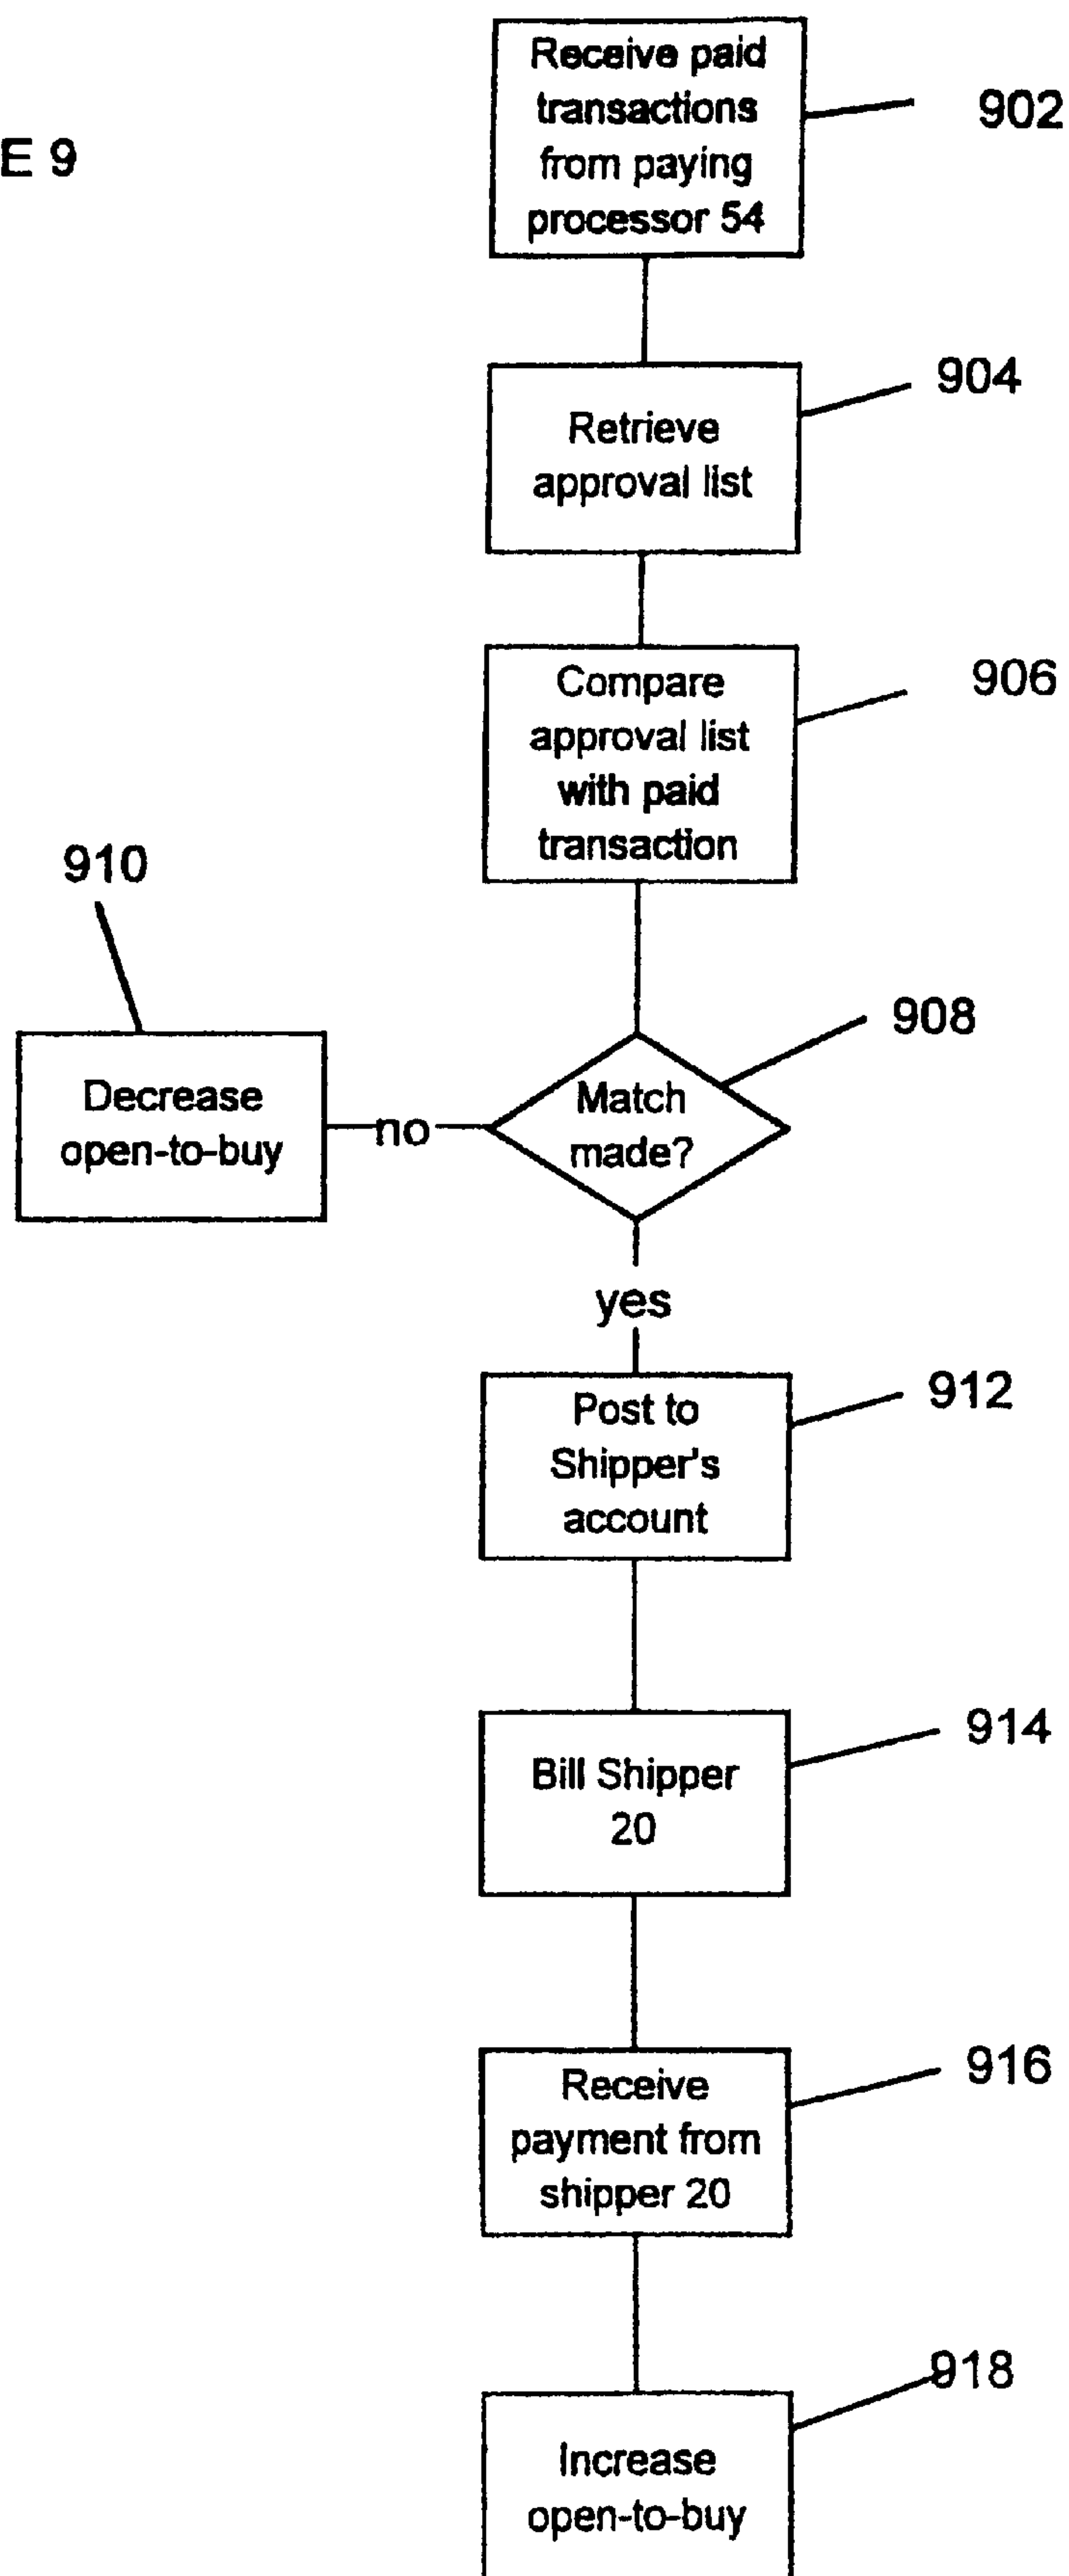 Receive paid
transactions
from paying
processor 54
902
E 9
Retrieve
approval list
904
Compare
approval list
with paid
transaction
906
910
Match
made?
908
Decrease
open-to-buy
no
yes
Post to
Shipper's
account
912
Bill Shipper
20
914
Receive
payment from
shipper 20
916
Increase
open-to-buy
918